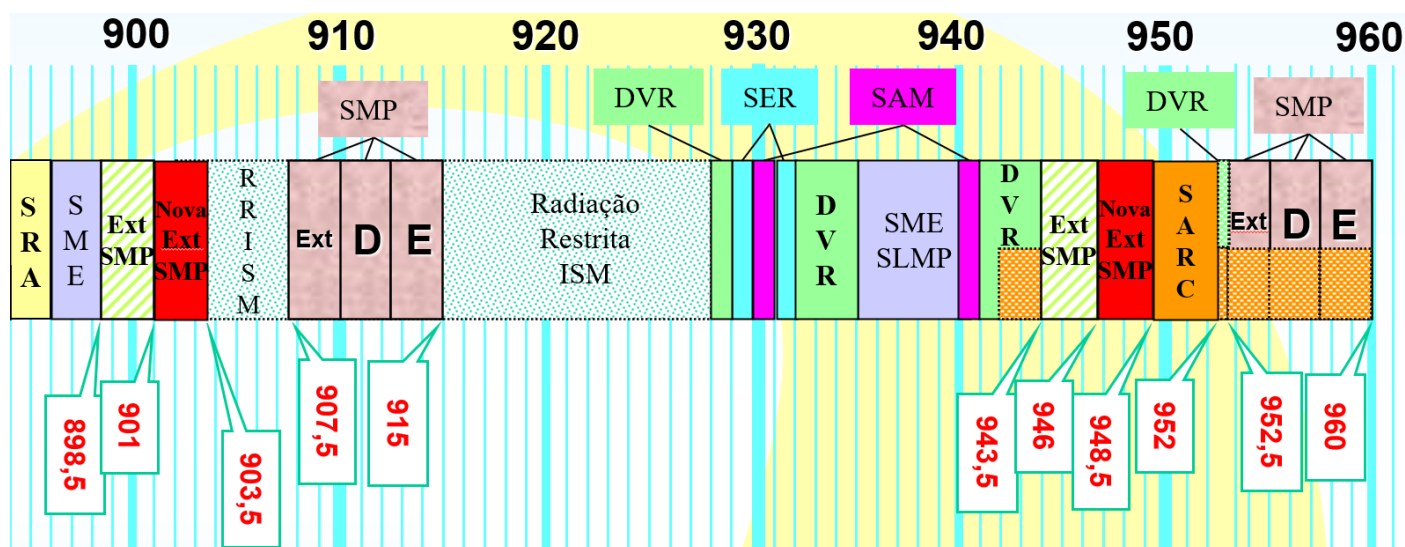 900 910 920 930 940 950 960
SMP DVR SER SAM DVR SMP
S
R
A
S
M
E
Ext
SMP
Nova
Ext
SMP
R
R
I
S
M
Ext
D
E
Radiação
Restrita
ISM
D
V
R
SME
SLMP
D
V
R
Ext
SMP
Nova
Ext
SMP
S
A
R
C
Ext
D
E
898,5
901
903,5
907,5
915
943,5
946
948,5
952
952,5
960